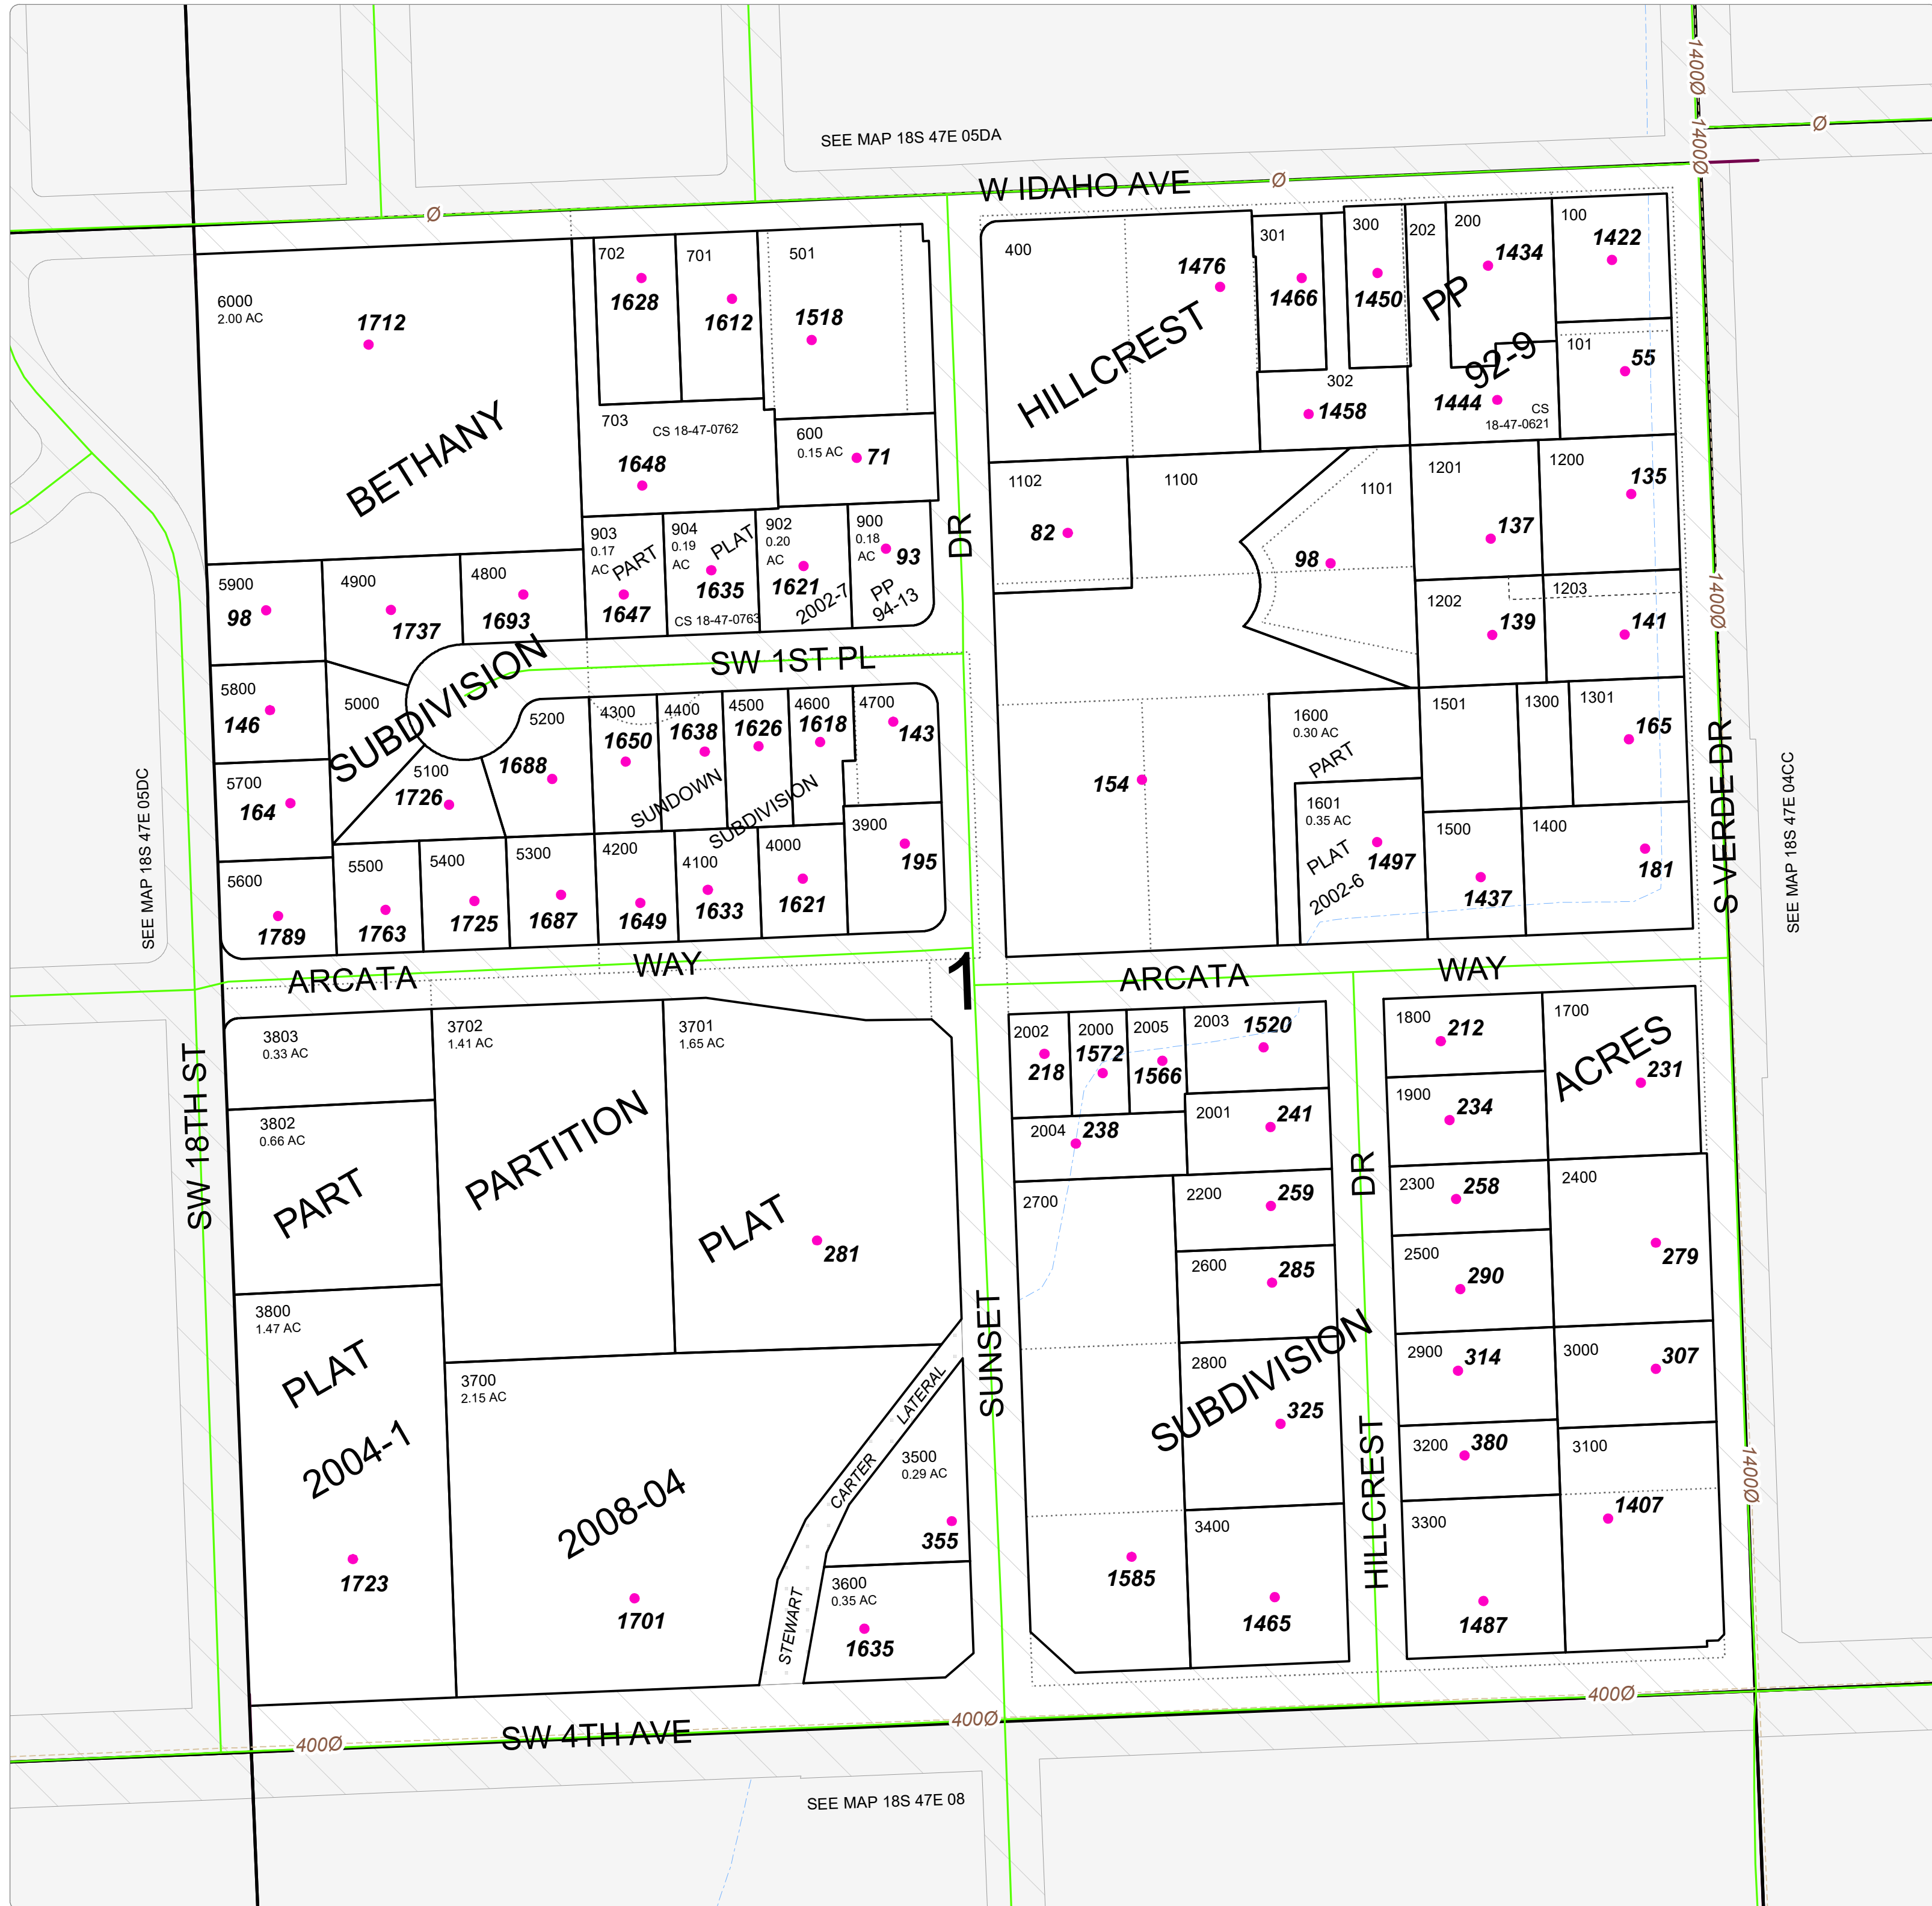 SEE MAP 18S 47E 05DA
W IDAHO AVE
Ø
Ø
Ø
1400Ø
1400Ø
6000
2.00 AC
1712
BETHANY
702
1628
701
1612
501
1518
703
CS 18-47-0762
1648
600
0.15 AC
71
903
0.17
AC
PART
1647
904
0.19
AC
PLAT
1635
CS 18-47-0763
902
0.20
AC
1621
2002-7
900
0.18
AC
93
PP
94-13
400
1476
HILLCREST
301
1466
300
1450
202
PP
92-9
200
1434
100
1422
101
55
302
1458
1444
CS
18-47-0621
1102
82
1100
1101
98
1201
137
1200
135
1202
139
1203
141
DR
1400Ø
5900
98
4900
1737
4800
1693
SUBDIVISION
SW 1ST PL
5800
146
5000
5100
1726
5200
1688
4300
1650
4400
1638
4500
1626
4600
1618
4700
143
SUNDOWN
SUBDIVISION
5700
164
5600
1789
5500
1763
5400
1725
5300
1687
4200
1649
4100
1633
4000
1621
3900
195
154
1600
0.30 AC
PART
1601
0.35 AC
PLAT
2002-6
1497
1501
1300
1301
165
1500
1437
1400
181
S VERDE DR
SEE MAP 18S 47E 05DC
SEE MAP 18S 47E 04CC
ARCATA
WAY
1
ARCATA
WAY
SW 18TH ST
3803
0.33 AC
3802
0.66 AC
PART
3800
1.47 AC
PLAT
2004-1
1723
3702
1.41 AC
PARTITION
3701
1.65 AC
PLAT
281
3700
2.15 AC
2008-04
1701
STEWART
CARTER
LATERAL
3500
0.29 AC
355
3600
0.35 AC
1635
SUNSET
2002
218
2000
1572
2005
1566
2003
1520
2004
238
2001
241
2700
2200
259
2600
285
2800
325
SUBDIVISION
1585
3400
1465
DR
HILLCREST
1800
212
1700
ACRES
231
1900
234
2300
258
2400
279
2500
290
2900
314
3000
307
3200
380
3100
1407
3300
1487
1400Ø
400Ø
SW 4TH AVE
400Ø
400Ø
SEE MAP 18S 47E 08